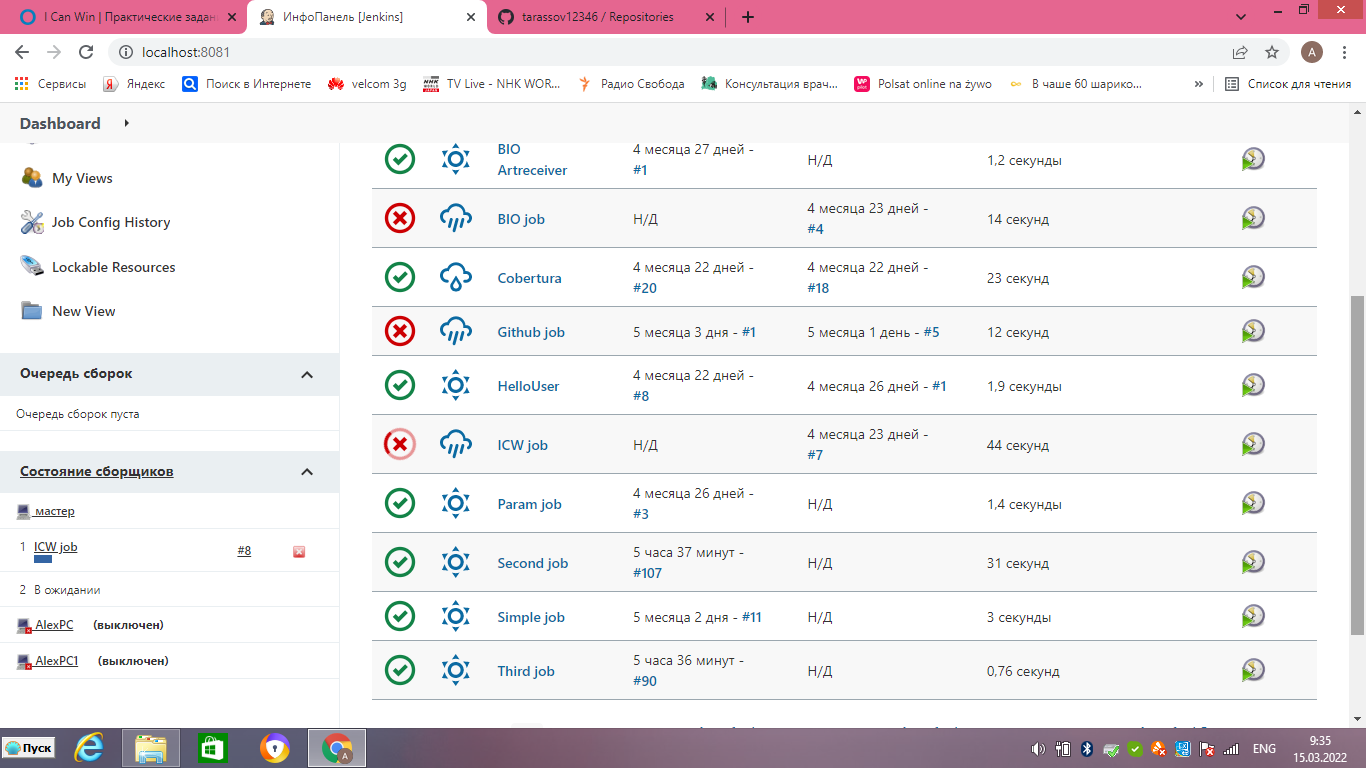 I Can Win | Практические задан
ИнфоПанель [Jenkins]
tarassov12346 / Repositories
localhost:8081
A
Сервисы
Яндекс
Поиск в Интернете
velcom 3g
TV Live - NHK WOR...
Радио Свобода
Консультация врач...
Polsat online na żywo
В чаше 60 шарико...
»
Список для чтения
Dashboard
My Views
Job Config History
Lockable Resources
New View
Очередь сборок
Очередь сборок пуста
Состояние сборщиков
мастер
1 ICW job #8
2 В ожидании
AlexPC (выключен)
AlexPC1 (выключен)
BIO Artreceiver
4 месяца 27 дней -
#1
Н/Д
1,2 секунды
BIO job
Н/Д
4 месяца 23 дней -
#4
14 секунд
Cobertura
4 месяца 22 дней -
#20
4 месяца 22 дней -
#18
23 секунд
Github job
5 месяца 3 дня - #1
5 месяца 1 день - #5
12 секунд
HelloUser
4 месяца 22 дней -
#8
4 месяца 26 дней - #1
1,9 секунды
ICW job
Н/Д
4 месяца 23 дней -
#7
44 секунд
Param job
4 месяца 26 дней -
#3
Н/Д
1,4 секунды
Second job
5 часа 37 минут -
#107
Н/Д
31 секунд
Simple job
5 месяца 2 дня - #11
Н/Д
3 секунды
Third job
5 часа 36 минут -
#90
Н/Д
0,76 секунд
Пуск
ENG
9:35
15.03.2022